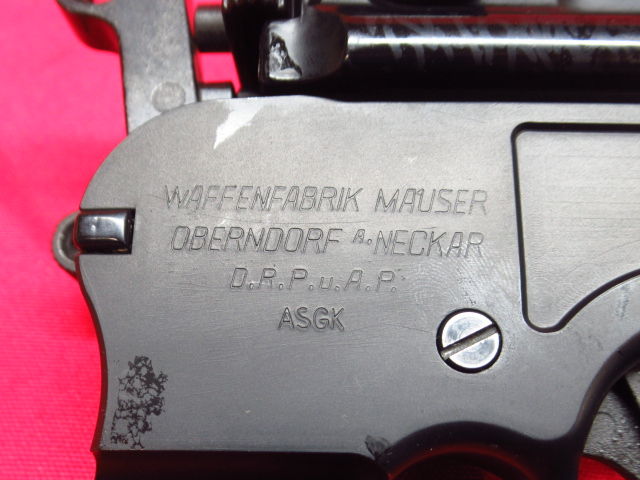 WAFFENFABRIK MAUSER
OBERNDORF A. NECKAR
D.R.P.u.A.P.
ASGK